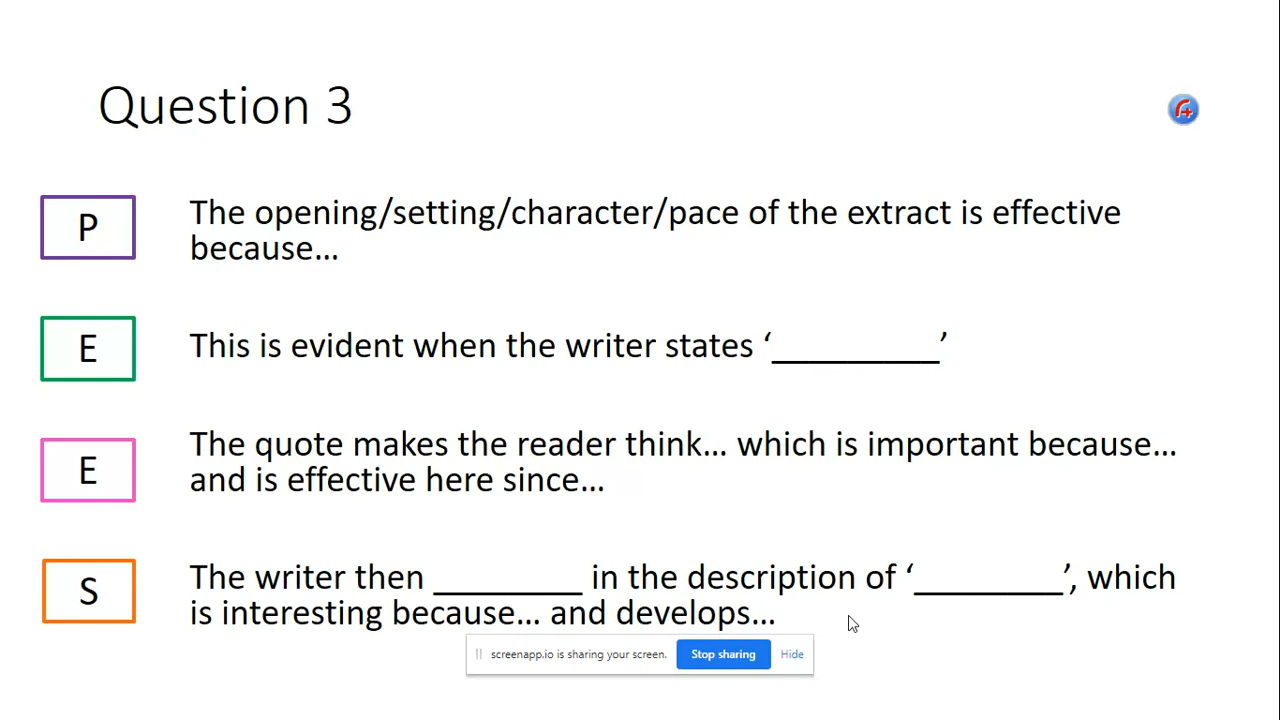 Question 3
P
The opening/setting/character/pace of the extract is effective
because…
E
This is evident when the writer states ‘_________’
E
The quote makes the reader think… which is important because…
and is effective here since…
S
The writer then ________ in the description of ‘________’, which
is interesting because… and develops…
screenapp.io is sharing your screen.
Stop sharing
Hide